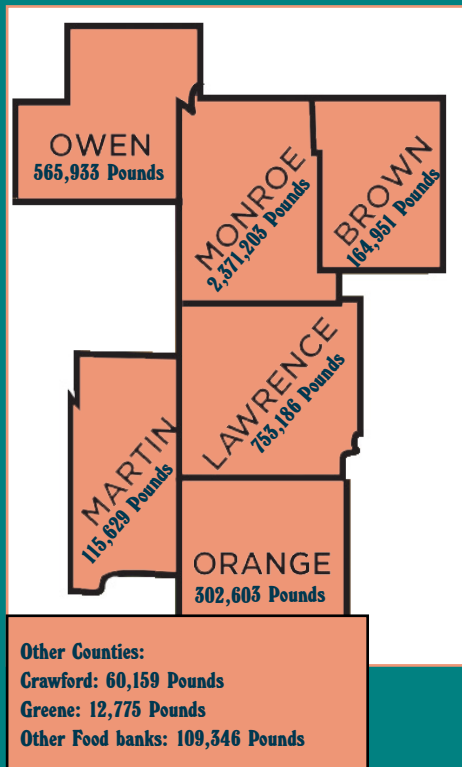 OWEN
565,933 Pounds
MONROE
2,371,203 Pounds
BROWN
164,951 Pounds
LAWRENCE
753,186 Pounds
MARTIN
115,629 Pounds
ORANGE
302,603 Pounds
Other Counties:
Crawford: 60,159 Pounds
Greene: 12,775 Pounds
Other Food banks: 109,346 Pounds